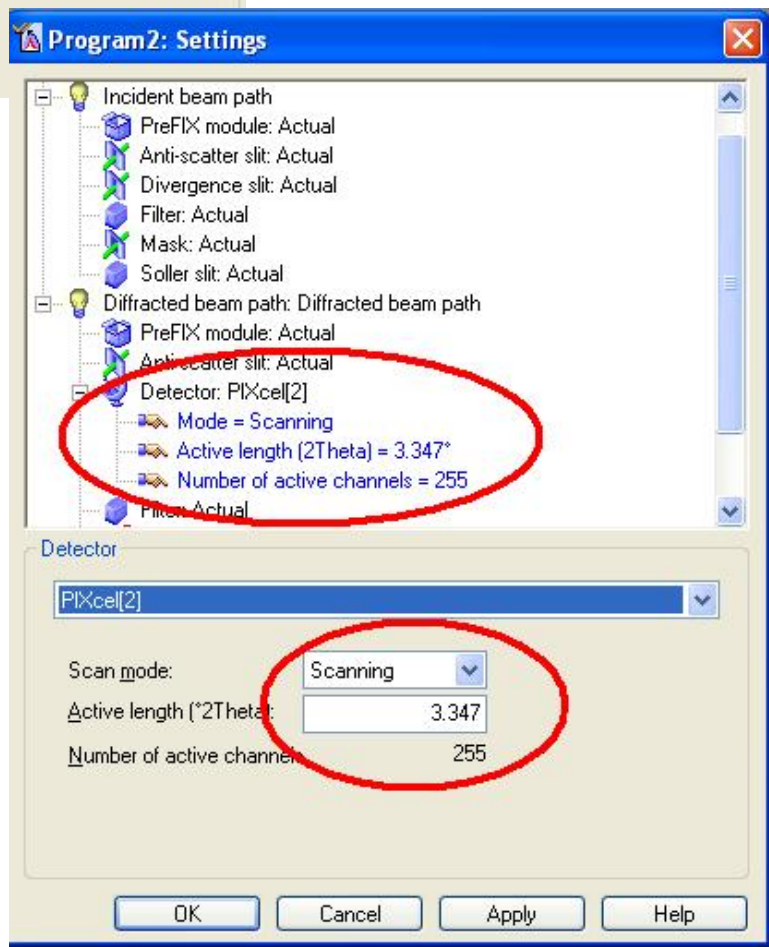 Program2: Settings
Incident beam path
PreFIX module: Actual
Anti-scatter slit: Actual
Divergence slit: Actual
Filter: Actual
Mask: Actual
Soller slit: Actual
Diffracted beam path: Diffracted beam path
PreFIX module: Actual
Anti-scatter slit: Actual
Detector: PIXcel[2]
Mode = Scanning
Active length (2Theta) = 3.347°
Number of active channels = 255
Filter: Actual
Detector
PIXcel[2]
Scan mode: Scanning
Active length (°2Theta): 3.347
Number of active channels 255
OK Cancel Apply Help